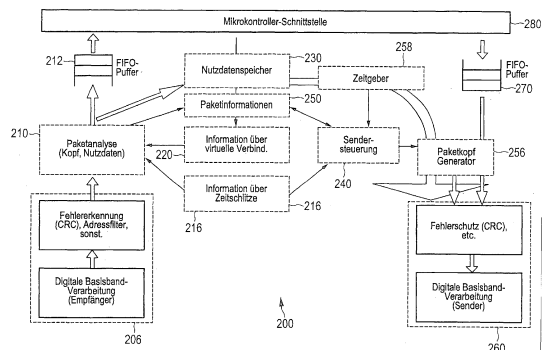 Mikrokontroller-Schnittstelle
280
212
FIFO-
Puffer
Nutzdatenspeicher
230
258
Zeitgeber
FIFO-
Puffer
270
Paketinformationen
250
210
Paketanalyse
(Kopf, Nutzdaten)
220
Information über
virtuelle Verbind.
Sender-
steuerung
240
Paketkopf
Generator
256
Information über
Zeitschlitze
216
216
Fehlererkennung
(CRC), Adressfilter,
sonst.
Digitale Basisband-
Verarbeitung
(Empfänger)
206
Fehlerschutz (CRC),
etc.
Digitale Basisband-
Verarbeitung
(Sender)
260
200